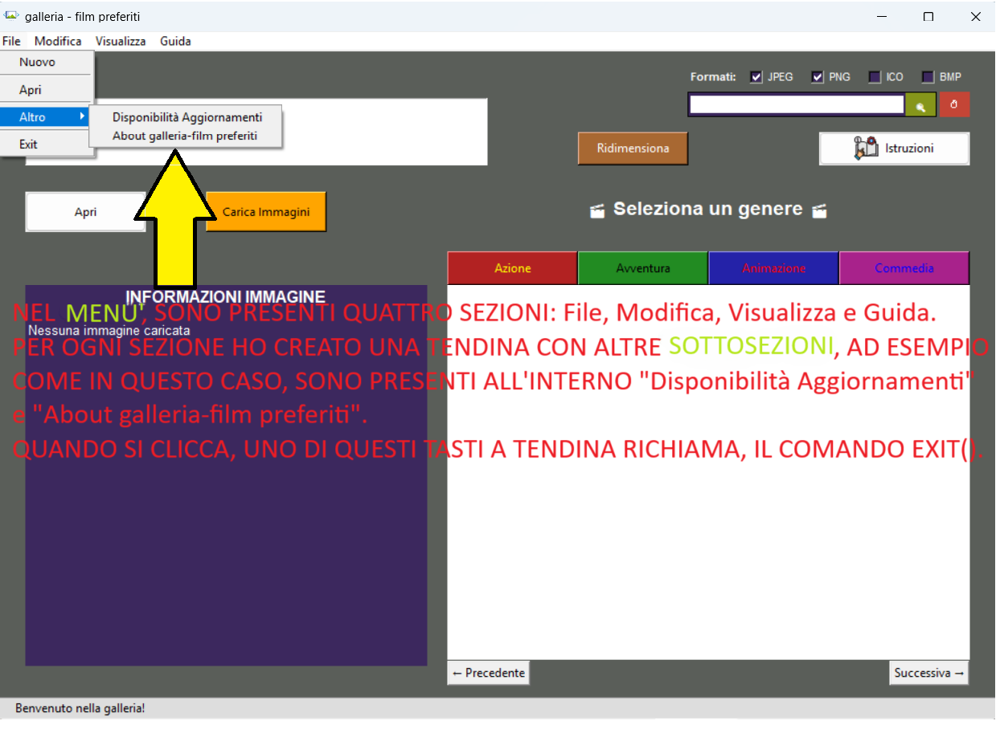 galleria - film preferiti
File Modifica Visualizza Guida
Nuovo
Apri
Altro
Exit
Disponibilità Aggiornamenti
About galleria-film preferiti
Formati: JPEG PNG ICO BMP
Ridimensiona
Istruzioni
Apri
Carica Immagini
Seleziona un genere
Azione Avventura Animazione Commedia
INFORMAZIONI IMMAGINE
Nessuna immagine caricata
NEL MENU', SONO PRESENTI QUATTRO SEZIONI: File, Modifica, Visualizza e Guida.
PER OGNI SEZIONE HO CREATO UNA TENDINA CON ALTRE SOTTOSEZIONI, AD ESEMPIO
COME IN QUESTO CASO, SONO PRESENTI ALL'INTERNO "Disponibilità Aggiornamenti"
e "About galleria-film preferiti".
QUANDO SI CLICCA, UNO DI QUESTI TASTI A TENDINA RICHIAMA, IL COMANDO EXIT().
← Precedente
Successiva →
Benvenuto nella galleria!